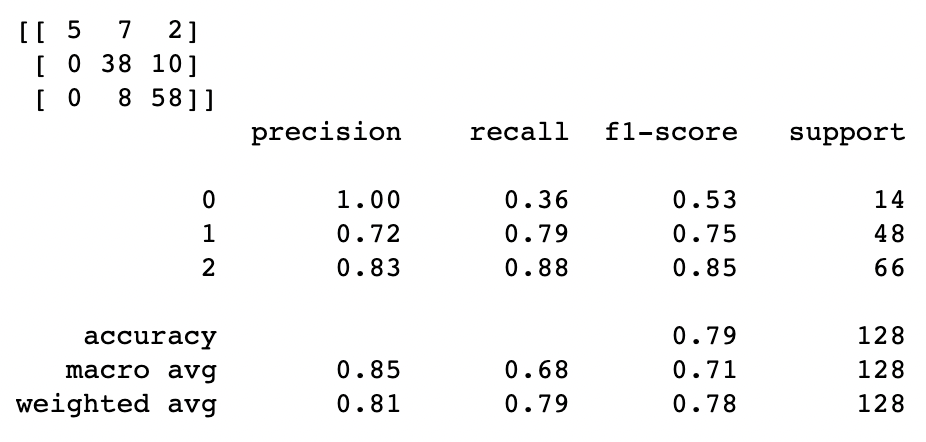 [[ 5  7  2]
 [ 0 38 10]
 [ 0  8 58]]
              precision    recall  f1-score   support

           0       1.00      0.36      0.53        14
           1       0.72      0.79      0.75        48
           2       0.83      0.88      0.85        66

    accuracy                           0.79       128
   macro avg       0.85      0.68      0.71       128
weighted avg       0.81      0.79      0.78       128